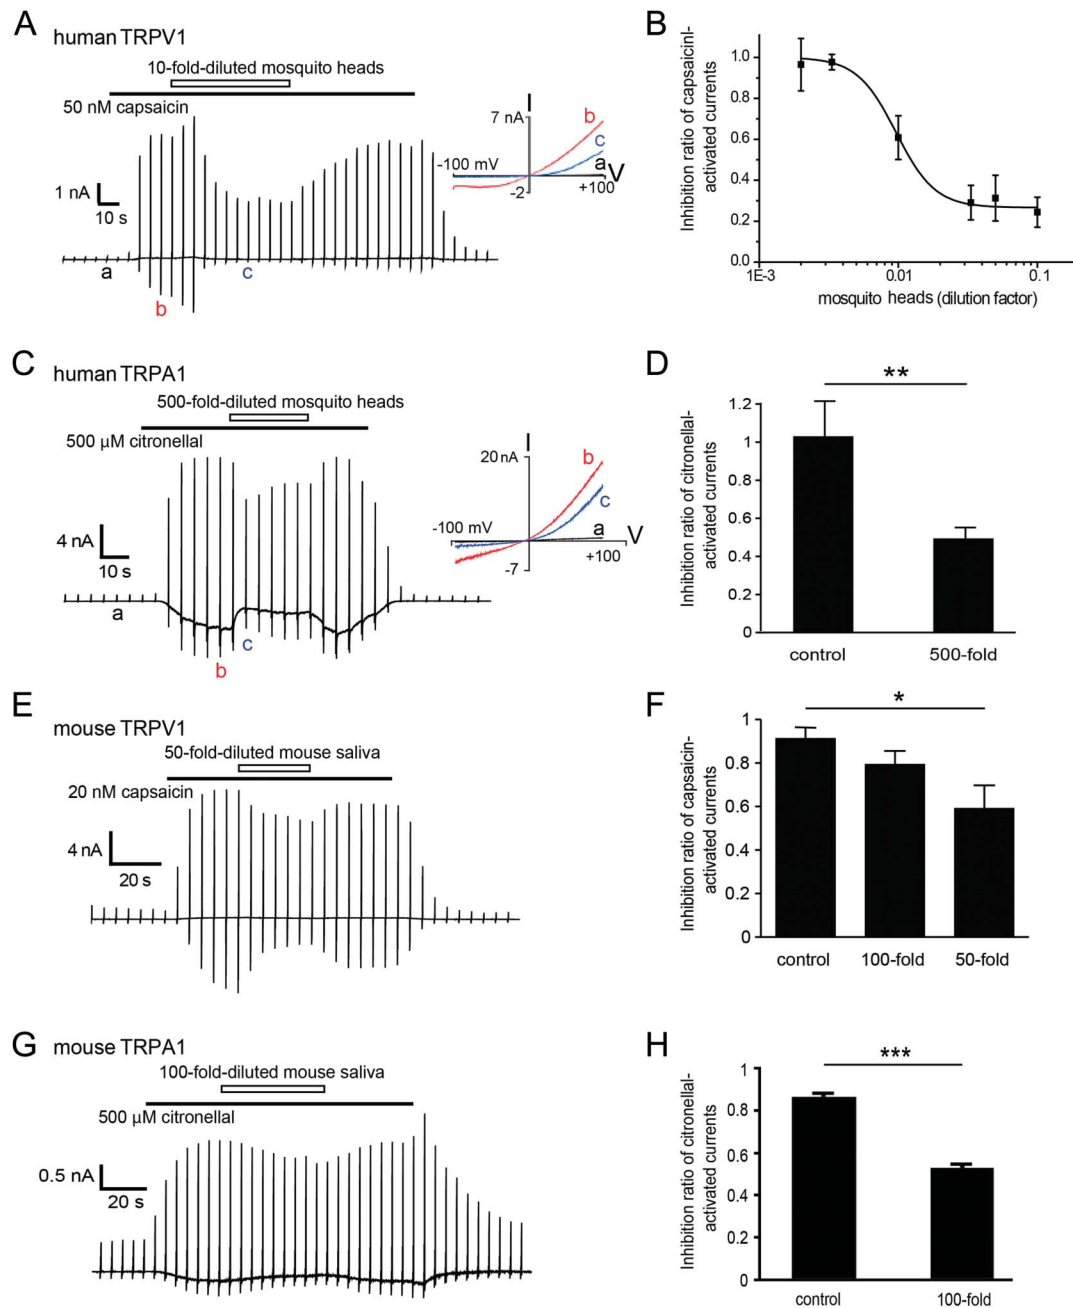 A
human TRPV1
10-fold-diluted mosquito heads
50 nM capsaicin
1 nA
10 s
a
b
c
I
7 nA
b
c
a
-100 mV
V
+100
-2
B
Inhibition ratio of capsaicinl-
activated currents
1.0
0.8
0.6
0.4
0.2
0.0
1E-3
0.01
0.1
mosquito heads (dilution factor)
C
human TRPA1
500-fold-diluted mosquito heads
500 µM citronellal
4 nA
10 s
a
b
c
I
20 nA
b
c
a
-100 mV
V
+100
-7
D
**
Inhibition ratio of citronellal-
activated currents
1.2
1
0.8
0.6
0.4
0.2
0
control
500-fold
E
mouse TRPV1
50-fold-diluted mouse saliva
20 nM capsaicin
4 nA
20 s
F
*
Inhibition ratio of capsaicin-
activated currents
1
0.8
0.6
0.4
0.2
0
control
100-fold
50-fold
G
mouse TRPA1
100-fold-diluted mouse saliva
500 µM citronellal
0.5 nA
20 s
H
***
Inhibition ratio of citronellal-
activated currents
1
0.8
0.6
0.4
0.2
0
control
100-fold